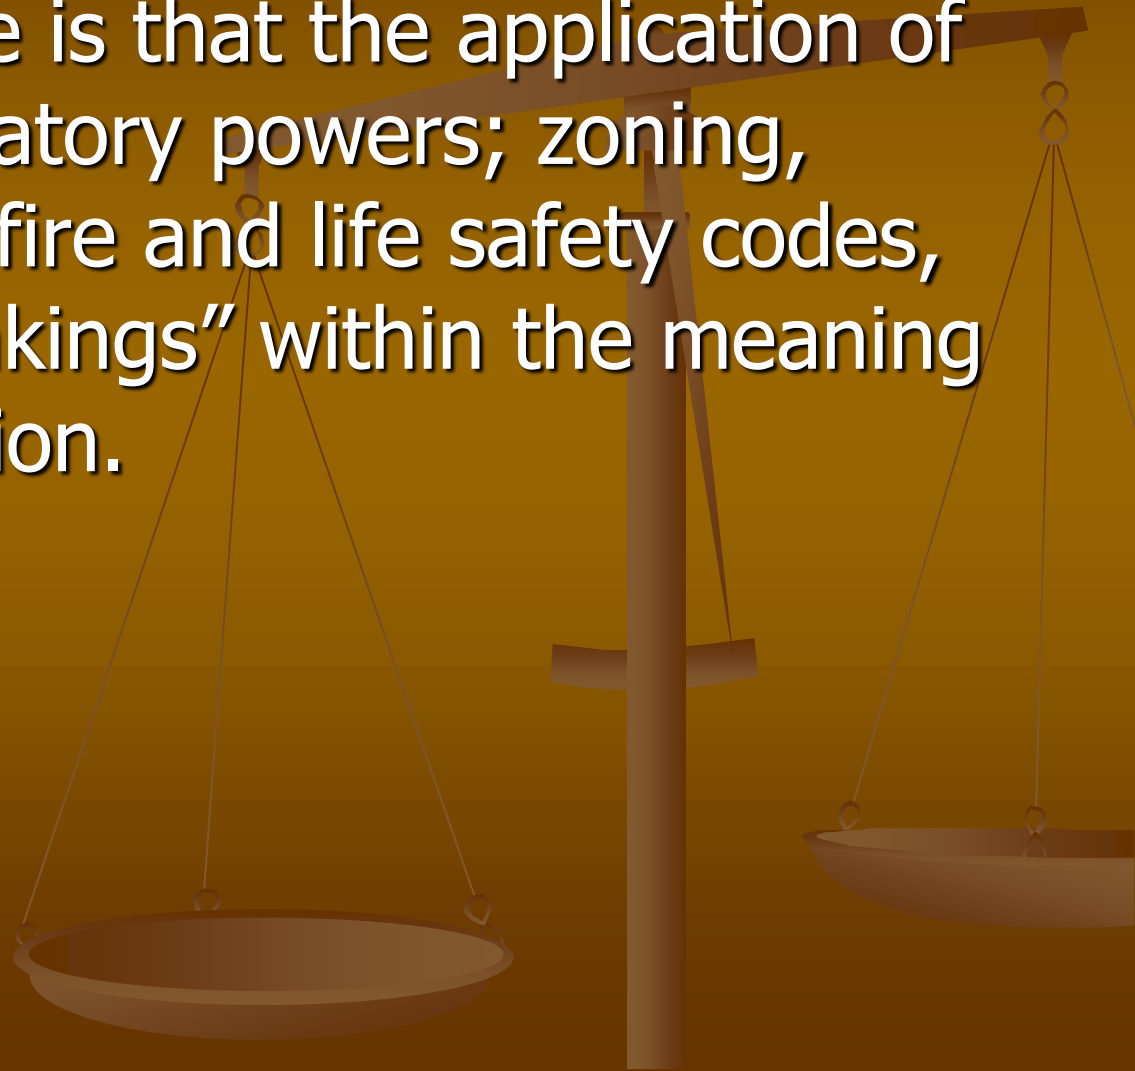 e is that the application of
atory powers; zoning,
fire and life safety codes,
kings” within the meaning
ion.